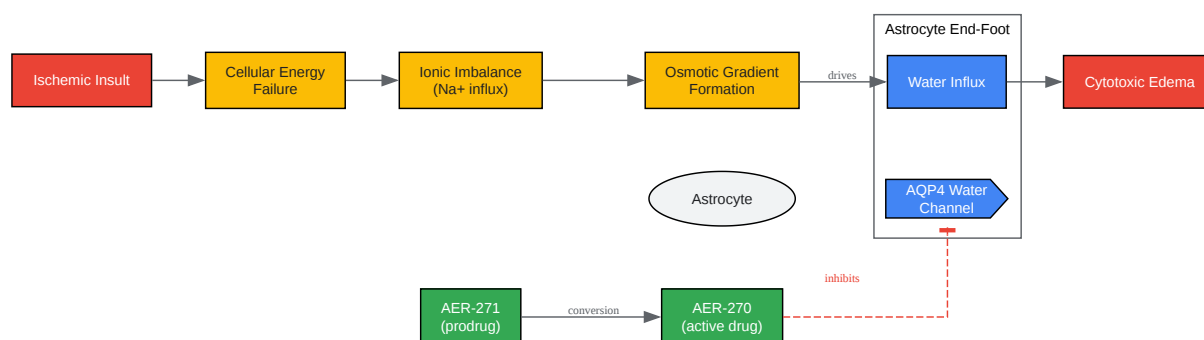 Astrocyte End-Foot
Ischemic Insult
Cellular Energy
Failure
Ionic Imbalance
(Na+ influx)
Osmotic Gradient
Formation
drives
Water Influx
Cytotoxic Edema
Astrocyte
AQP4 Water
Channel
inhibits
AER-271
(prodrug)
conversion
AER-270
(active drug)